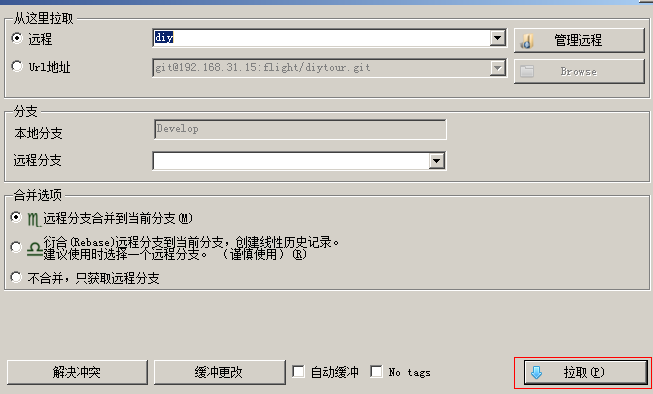 从这里拉取
远程
diy
管理远程
Url地址
git@192.168.31.15:flight/diytour.git
Browse
分支
本地分支
Develop
远程分支
合并选项
远程分支合并到当前分支(M)
衍合(Rebase)远程分支到当前分支，创建线性历史记录。
建议使用时选择一个远程分支。 （谨慎使用）(R)
不合并，只获取远程分支
解决冲突
缓冲更改
自动缓冲
No tags
拉取(P)